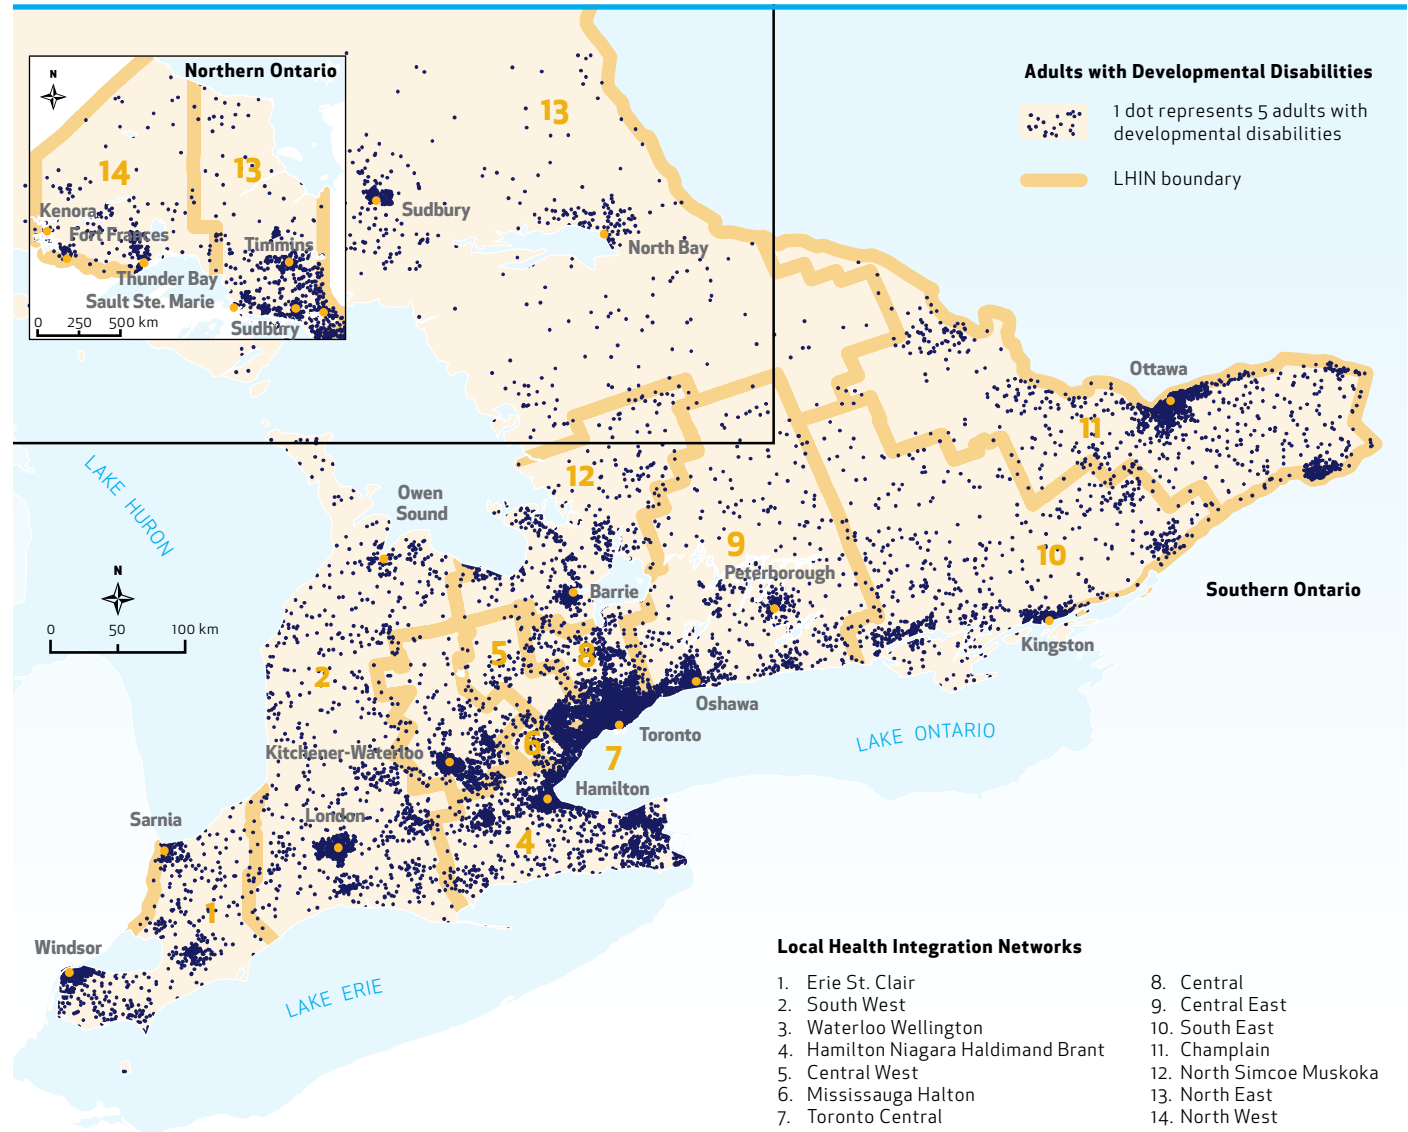 Northern Ontario
N
14
13
Kenora
Fort Frances
Timmins
Thunder Bay
Sault Ste. Marie
Sudbury
0 250 500 km
13
Sudbury
North Bay
Adults with Developmental Disabilities
1 dot represents 5 adults with
developmental disabilities
LHIN boundary
Ottawa
11
12
LAKE HURON
Owen
Sound
9
10
Peterborough
N
Barrie
Southern Ontario
0 50 100 km
Kingston
5
8
2
Oshawa
Toronto
LAKE ONTARIO
Kitchener-Waterloo
6
7
Hamilton
Sarnia
London
4
1
Windsor
LAKE ERIE
Local Health Integration Networks
1. Erie St. Clair
2. South West
3. Waterloo Wellington
4. Hamilton Niagara Haldimand Brant
5. Central West
6. Mississauga Halton
7. Toronto Central
8. Central
9. Central East
10. South East
11. Champlain
12. North Simcoe Muskoka
13. North East
14. North West